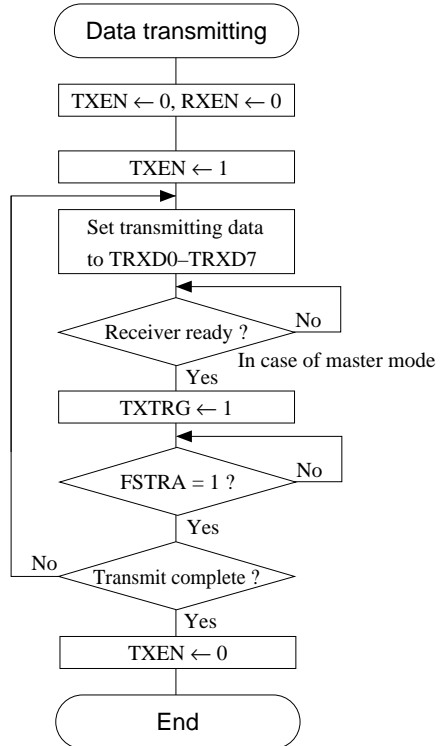 Data transmitting
TXEN ← 0, RXEN ← 0
TXEN ← 1
Set transmitting data
to TRXD0–TRXD7
Receiver ready ?
No
In case of master mode
Yes
TXTRG ← 1
FSTRA = 1 ?
No
Yes
No
Transmit complete ?
Yes
TXEN ← 0
End